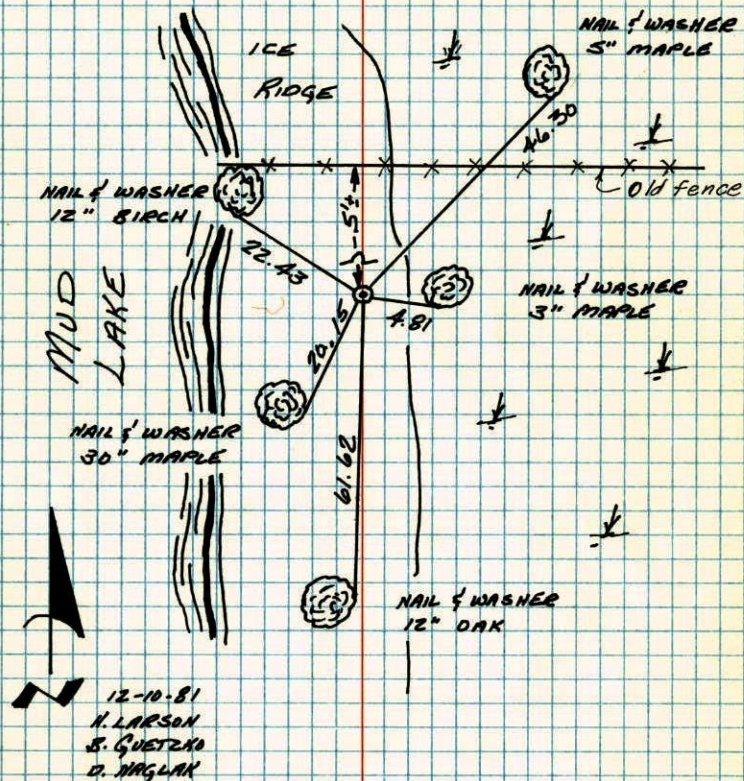 NAIL & WASHER
5" MAPLE
ICE
RIDGE
46.30
Old fence
NAIL & WASHER
12" BIRCH
5'±
22.43
NAIL & WASHER
3" MAPLE
4.81
MUD
LAKE
20.15
NAIL & WASHER
30" MAPLE
61.62
NAIL & WASHER
12" OAK
N
12-10-81
N. LARSON
B. GUETZKO
D. NAGLAK